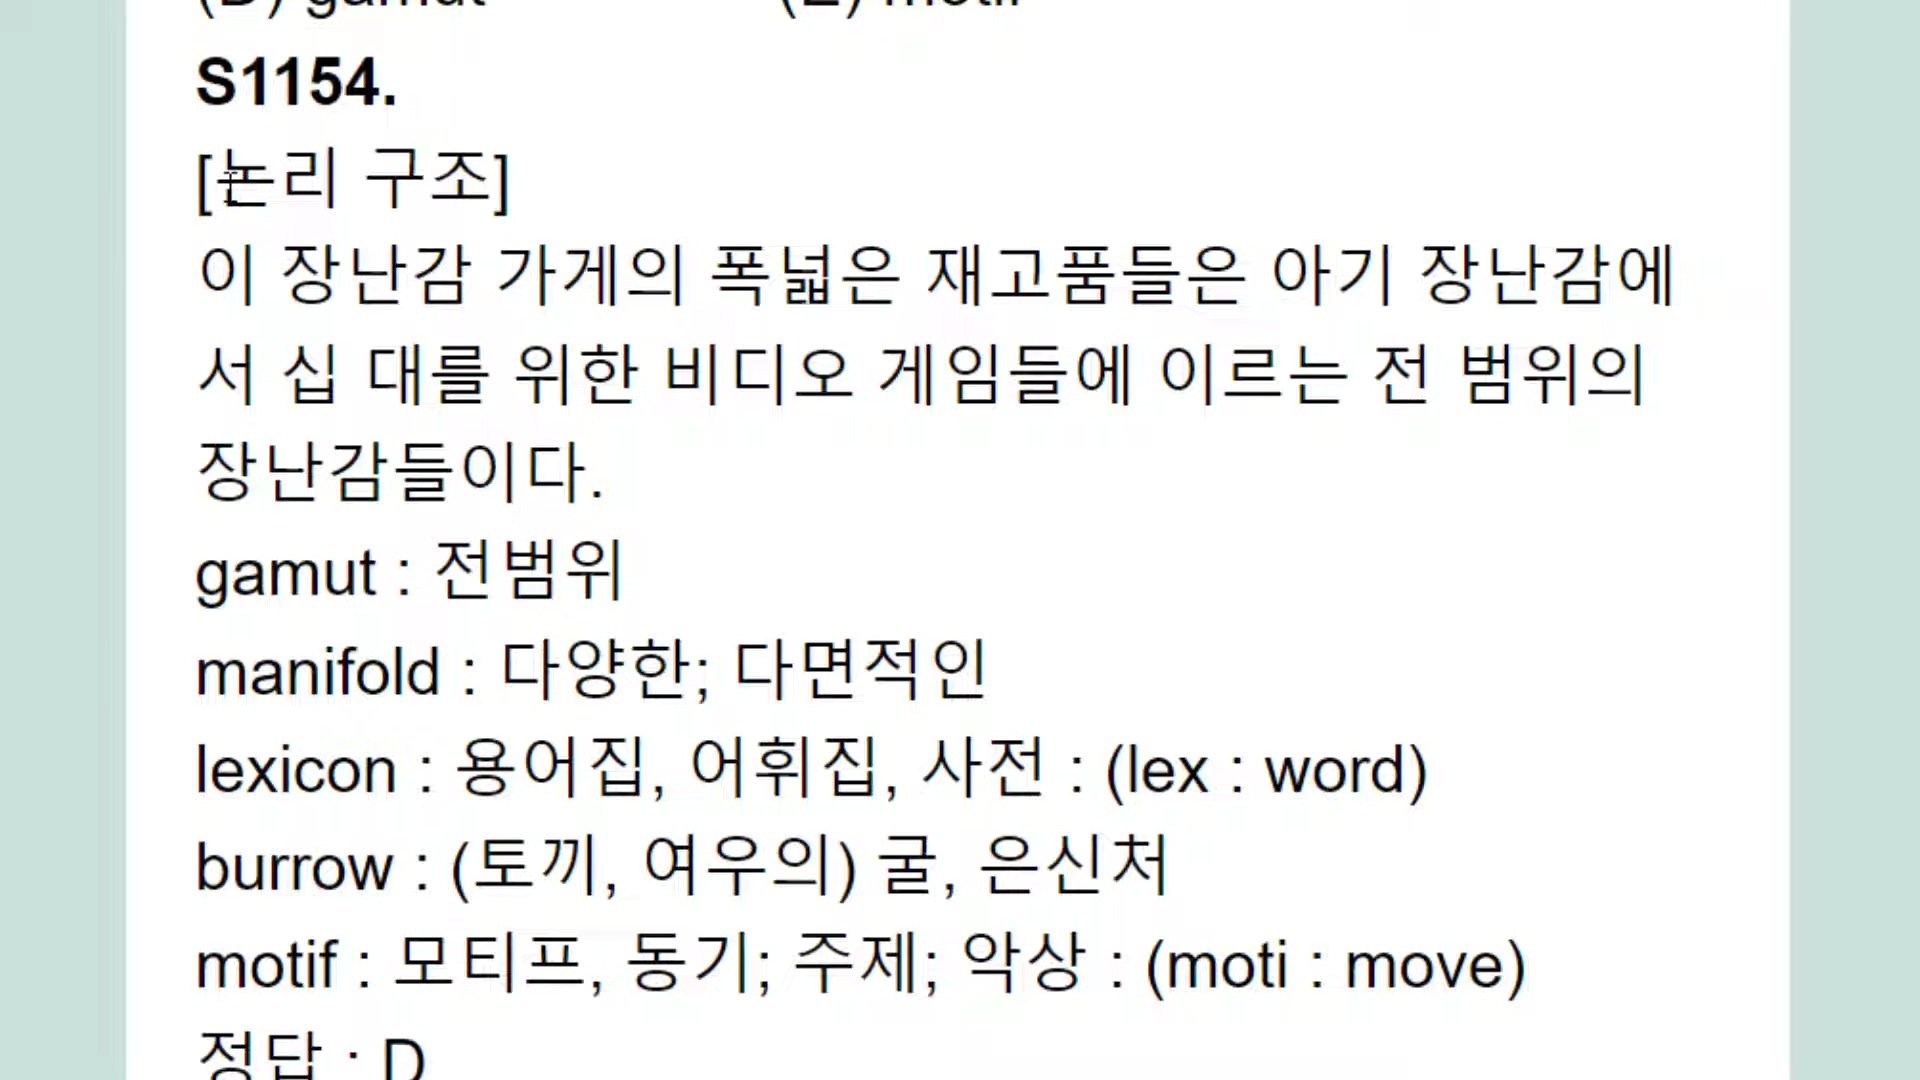 (D) gamut (E) motif
S1154.
[논리 구조]
이 장난감 가게의 폭넓은 재고품들은 아기 장난감에
서 십 대를 위한 비디오 게임들에 이르는 전 범위의
장난감들이다.
gamut : 전범위
manifold : 다양한; 다면적인
lexicon : 용어집, 어휘집, 사전 : (lex : word)
burrow : (토끼, 여우의) 굴, 은신처
motif : 모티프, 동기; 주제; 악상 : (moti : move)
정답 : D